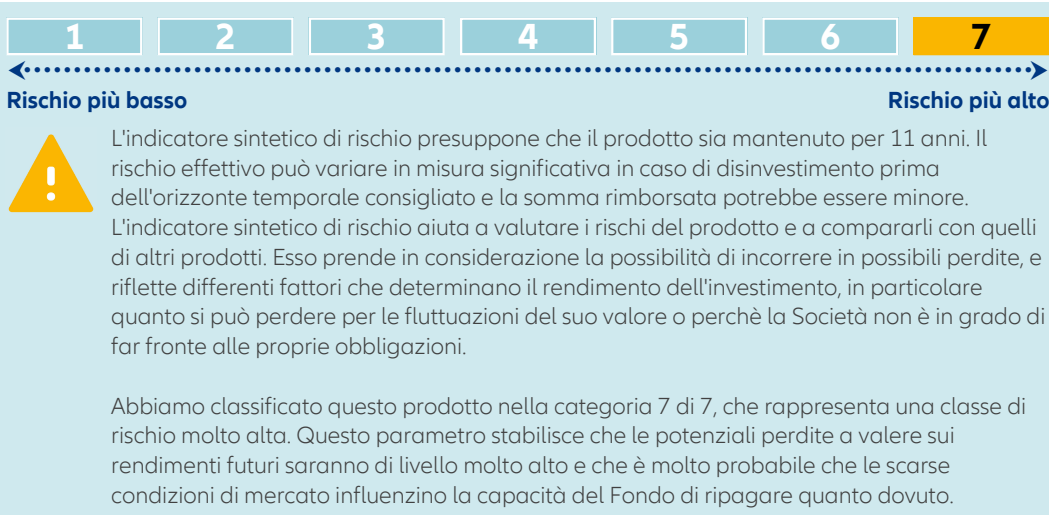 1 2 3 4 5 6 7
Rischio più basso Rischio più alto
L'indicatore sintetico di rischio presuppone che il prodotto sia mantenuto per 11 anni. Il
rischio effettivo può variare in misura significativa in caso di disinvestimento prima
dell'orizzonte temporale consigliato e la somma rimborsata potrebbe essere minore.
L'indicatore sintetico di rischio aiuta a valutare i rischi del prodotto e a compararli con quelli
di altri prodotti. Esso prende in considerazione la possibilità di incorrere in possibili perdite, e
riflette differenti fattori che determinano il rendimento dell'investimento, in particolare
quanto si può perdere per le fluttuazioni del suo valore o perchè la Società non è in grado di
far fronte alle proprie obbligazioni.
Abbiamo classificato questo prodotto nella categoria 7 di 7, che rappresenta una classe di
rischio molto alta. Questo parametro stabilisce che le potenziali perdite a valere sui
rendimenti futuri saranno di livello molto alto e che è molto probabile che le scarse
condizioni di mercato influenzino la capacità del Fondo di ripagare quanto dovuto.